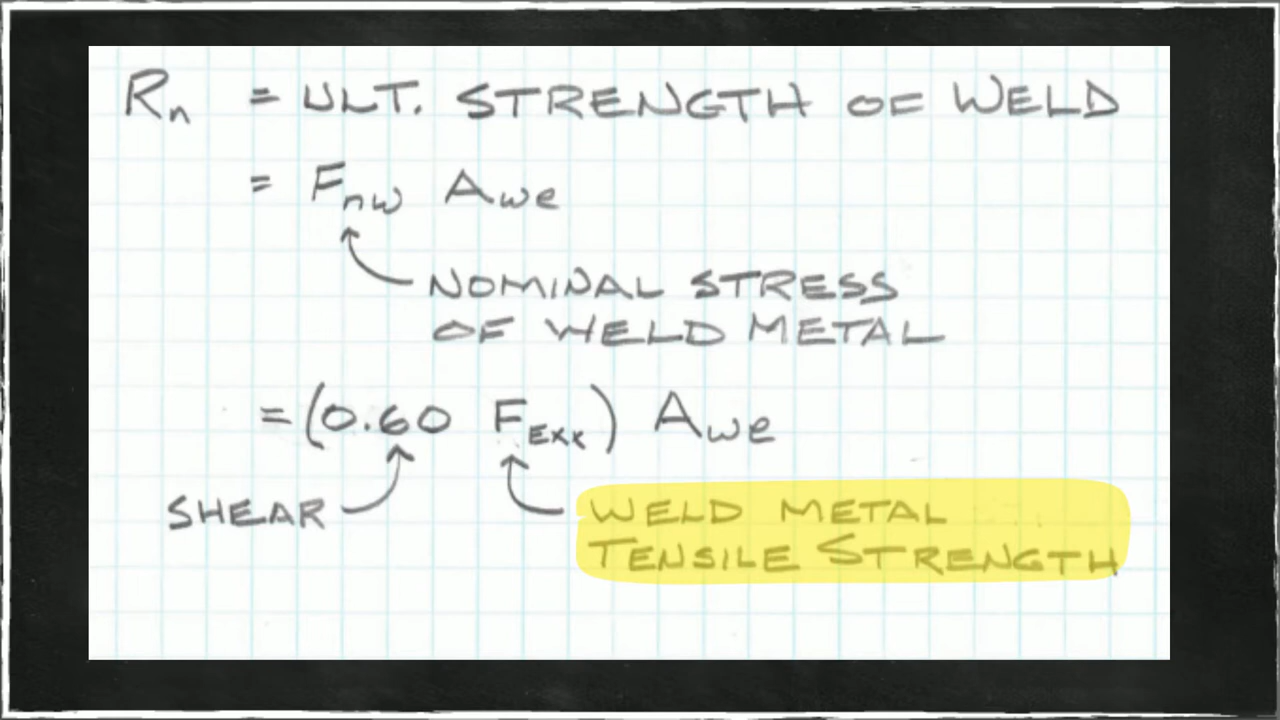 Rn = ULT. STRENGTH OF WELD
= Fnw Awe
NOMINAL STRESS
OF WELD METAL
= (0.60 FExx) Awe
SHEAR
WELD METAL
TENSILE STRENGTH